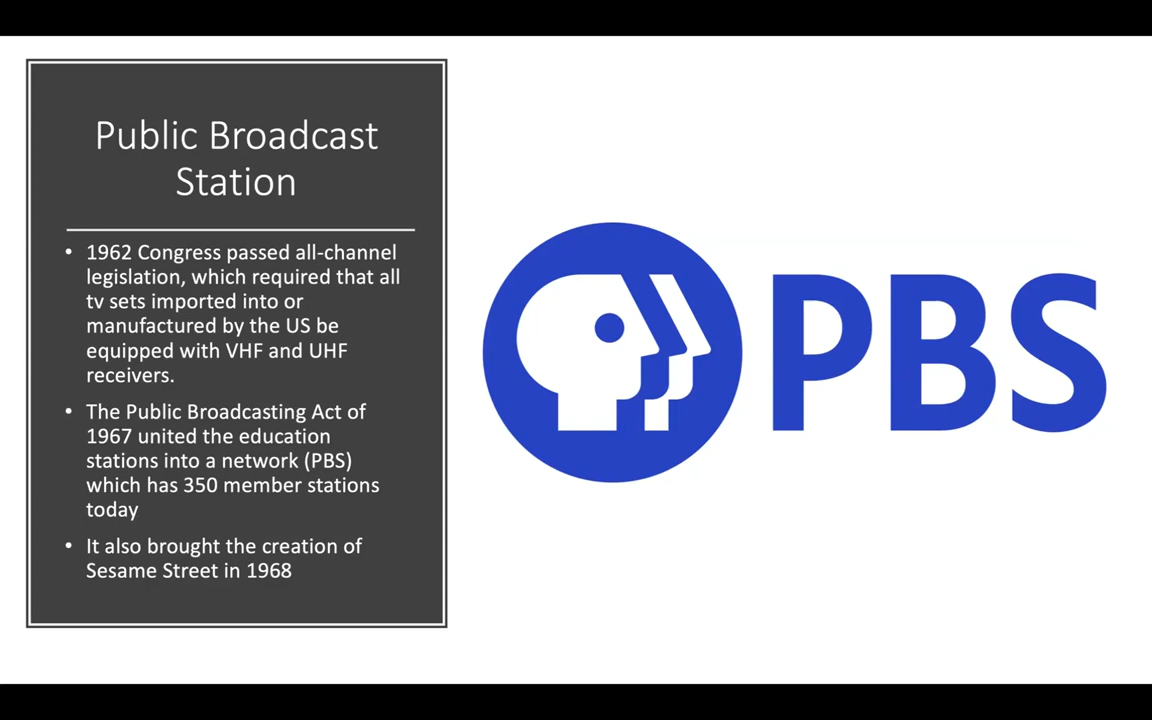 Public Broadcast
Station
• 1962 Congress passed all-channel
legislation, which required that all
tv sets imported into or
manufactured by the US be
equipped with VHF and UHF
receivers.
• The Public Broadcasting Act of
1967 united the education
stations into a network (PBS)
which has 350 member stations
today
• It also brought the creation of
Sesame Street in 1968
PBS